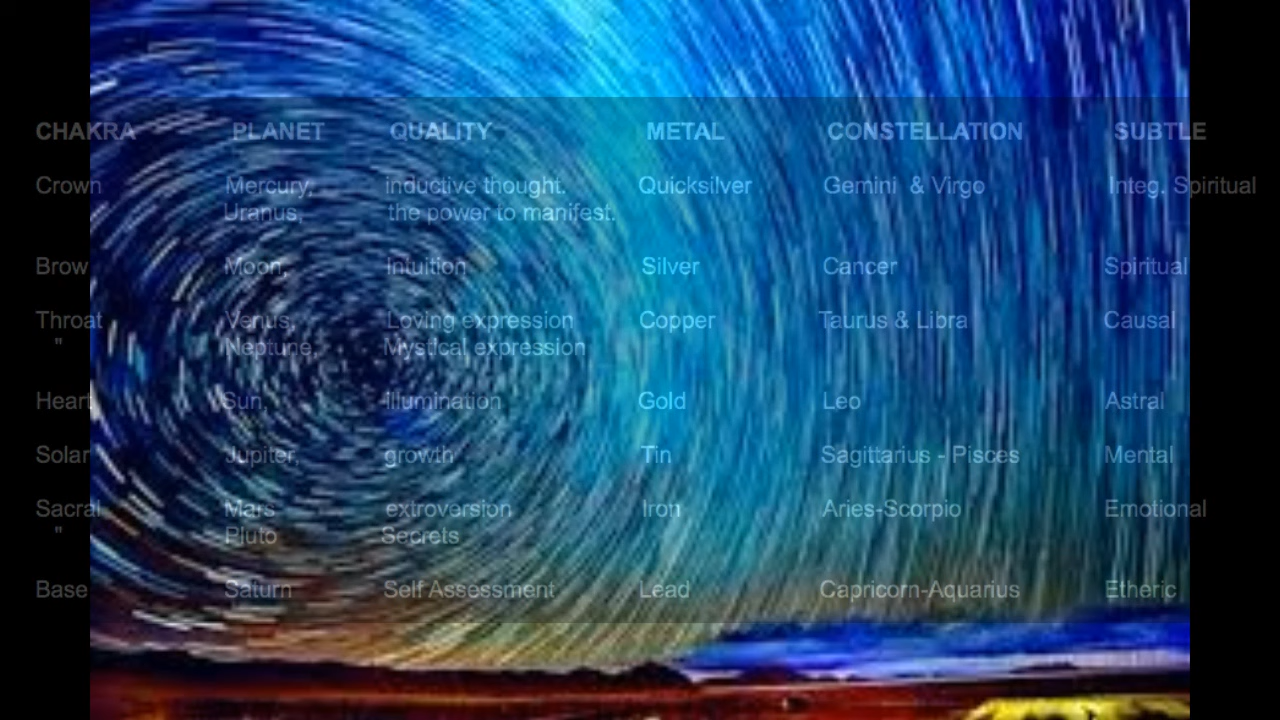 CHAKRA PLANET QUALITY METAL CONSTELLATION SUBTLE
Crown Mercury, inductive thought. Quicksilver Gemini & Virgo Integ. Spiritual
Uranus, the power to manifest.
Brow Moon, Intuition Silver Cancer Spiritual
Throat Venus, Loving expression Copper Taurus & Libra Causal
" Neptune, Mystical expression
Heart Sun, Illumination Gold Leo Astral
Solar Jupiter, growth Tin Sagittarius - Pisces Mental
Sacral Mars extroversion Iron Aries-Scorpio Emotional
" Pluto Secrets
Base Saturn Self Assessment Lead Capricorn-Aquarius Etheric